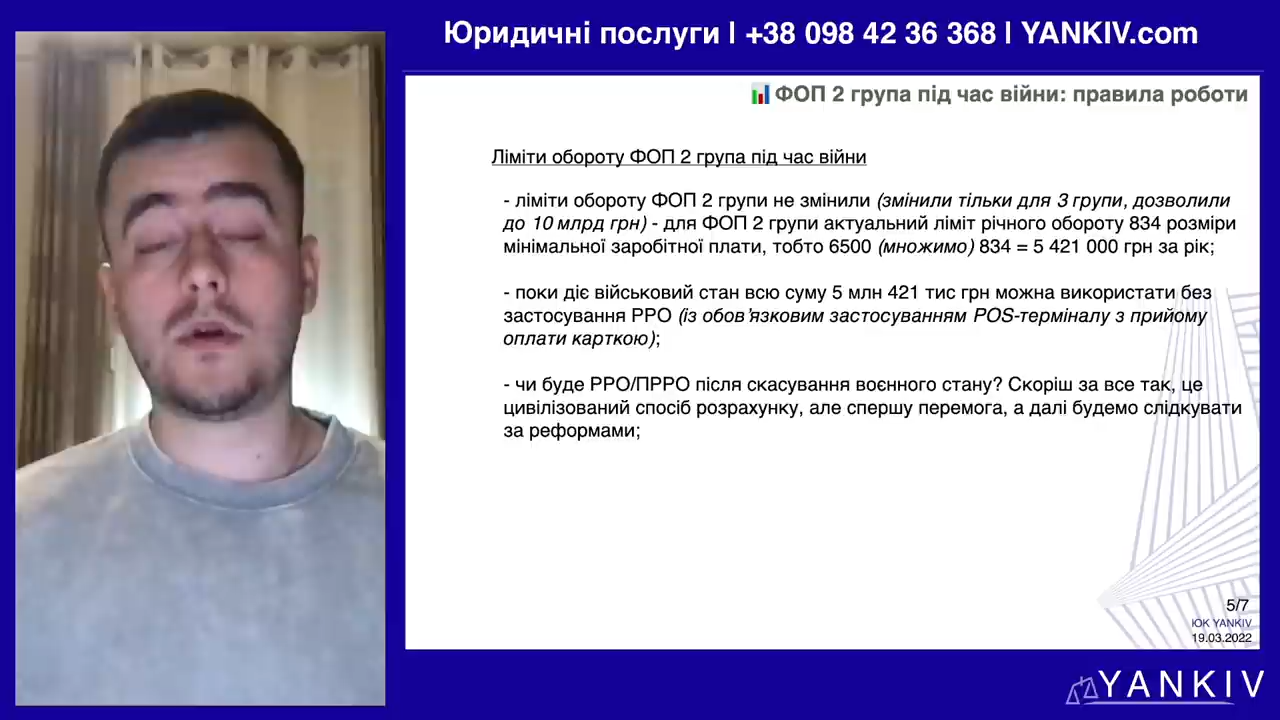 Юридичні послуги | +38 098 42 36 368 | YANKIV.com
ФОП 2 група під час війни: правила роботи
Ліміти обороту ФОП 2 група під час війни
- ліміти обороту ФОП 2 групи не змінили (змінили тільки для 3 групи, дозволили
до 10 млрд грн) - для ФОП 2 групи актуальний ліміт річного обороту 834 розміри
мінімальної заробітної плати, тобто 6500 (множимо) 834 = 5 421 000 грн за рік;
- поки діє військовий стан всю суму 5 млн 421 тис грн можна використати без
застосування РРО (із обов’язковим застосуванням POS-терміналу з прийому
оплати карткою);
- чи буде РРО/ПРРО після скасування воєнного стану? Скоріш за все так, це
цивілізований спосіб розрахунку, але спершу перемога, а далі будемо слідкувати
за реформами;
5/7
ЮК YANKIV
19.03.2022
YANKIV